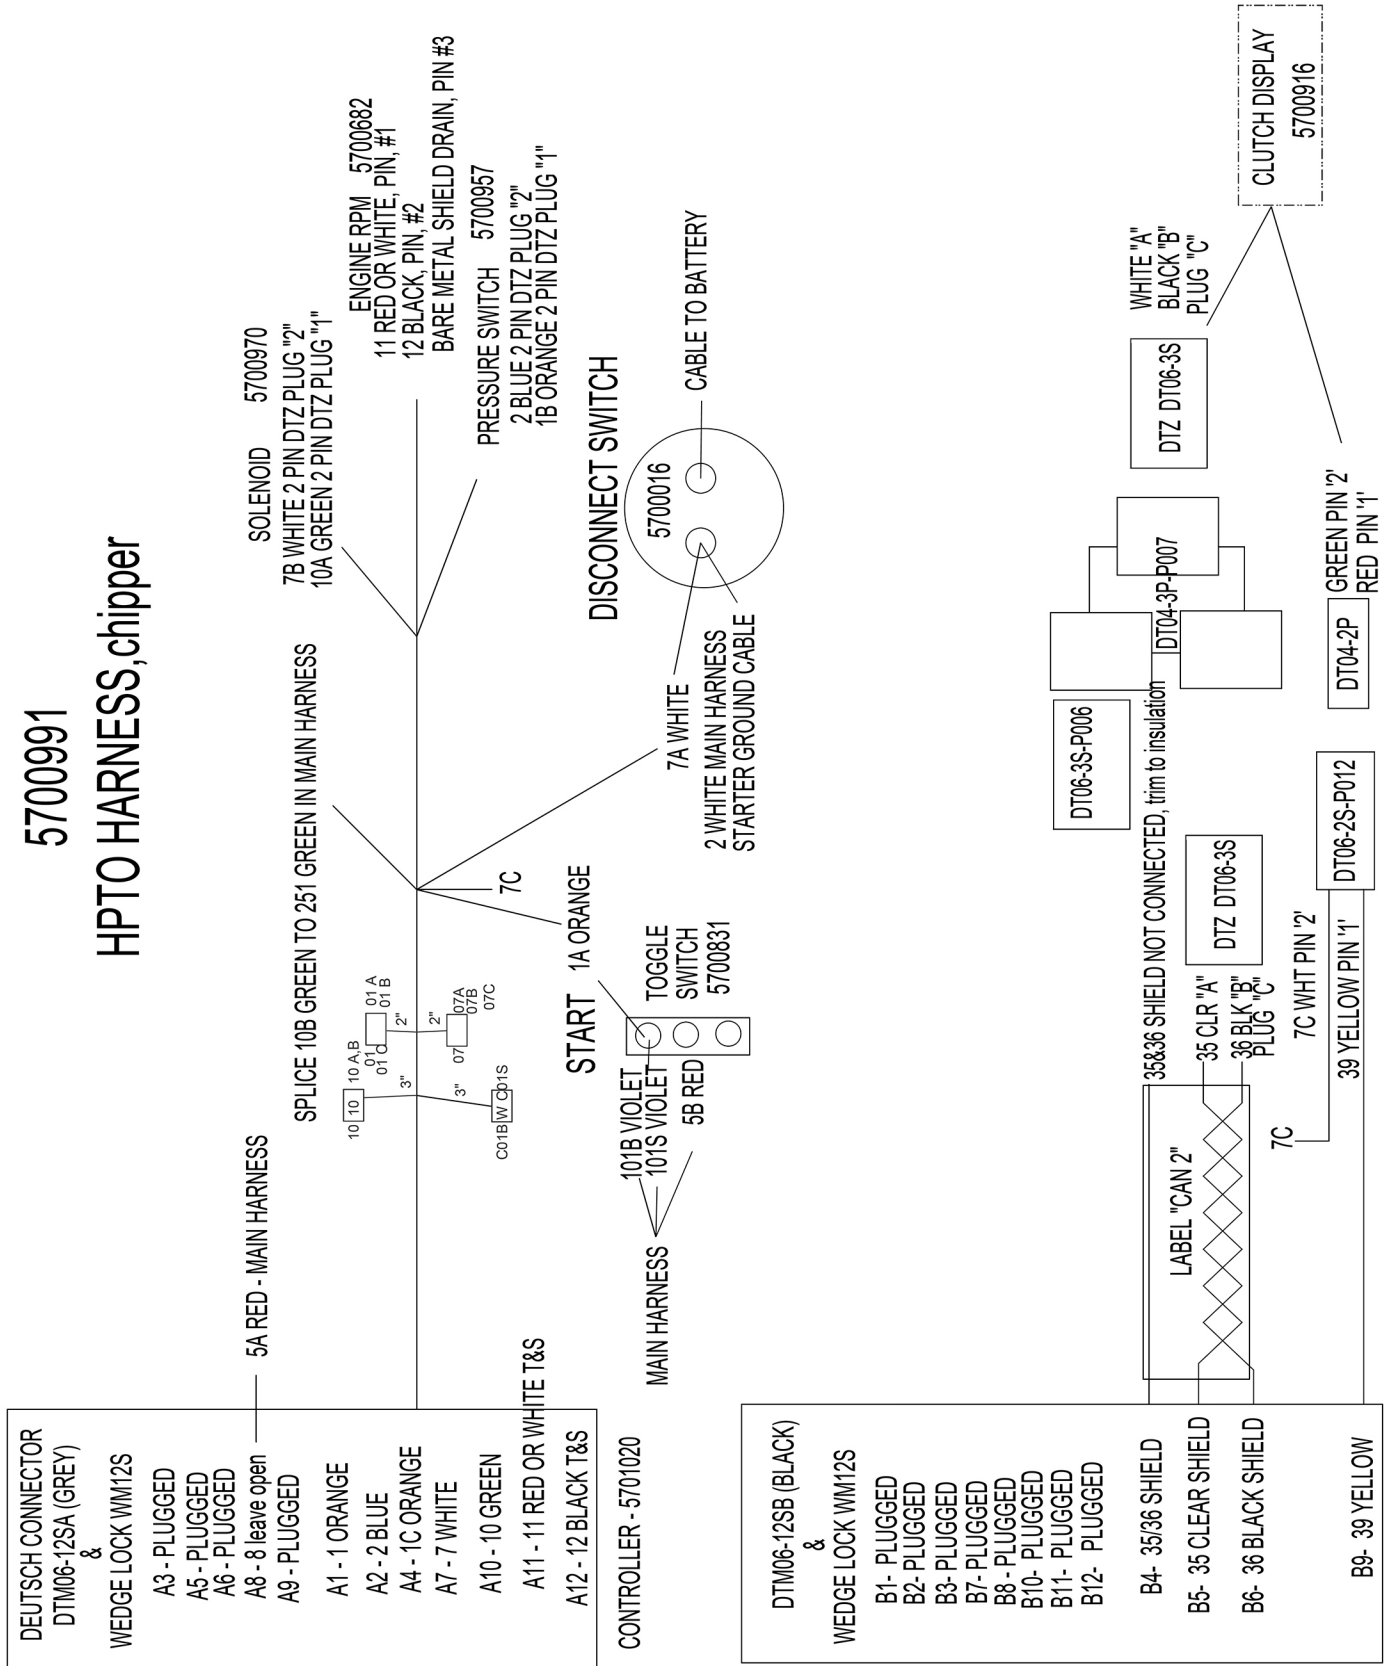 5700991
HPTO HARNESS,chipper
DEUTSCH CONNECTOR
DTM06-12SA (GREY)
&
WEDGE LOCK WM12S
A3 - PLUGGED
A5 - PLUGGED
A6 - PLUGGED
A8 - 8 leave open
A9 - PLUGGED
A1 - 1 ORANGE
A2 - 2 BLUE
A4 - 1C ORANGE
A7 - 7 WHITE
A10 - 10 GREEN
A11 - 11 RED OR WHITE T&S
A12 - 12 BLACK T&S
CONTROLLER - 5701020
5A RED - MAIN HARNESS
SPLICE 10B GREEN TO 251 GREEN IN MAIN HARNESS
10
10
10 A,B
3"
3"
C01B
W
C01S
01
01 C
01 A
01 B
2"
2"
07
07A
07B
07C
SOLENOID 5700970
7B WHITE 2 PIN DTZ PLUG "2"
10A GREEN 2 PIN DTZ PLUG "1"
ENGINE RPM 5700682
11 RED OR WHITE, PIN, #1
12 BLACK, PIN, #2
BARE METAL SHIELD DRAIN, PIN #3
PRESSURE SWITCH 5700957
2 BLUE 2 PIN DTZ PLUG "2"
1B ORANGE 2 PIN DTZ PLUG "1"
7C
START
1A ORANGE
TOGGLE
SWITCH
5700831
101B VIOLET
101S VIOLET
5B RED
MAIN HARNESS
DISCONNECT SWITCH
5700016
CABLE TO BATTERY
7A WHITE
2 WHITE MAIN HARNESS
STARTER GROUND CABLE
DTM06-12SB (BLACK)
&
WEDGE LOCK WM12S
B1- PLUGGED
B2- PLUGGED
B3- PLUGGED
B7- PLUGGED
B8 - PLUGGED
B10- PLUGGED
B11- PLUGGED
B12- PLUGGED
B4- 35/36 SHIELD
B5- 35 CLEAR SHIELD
B6- 36 BLACK SHIELD
B9- 39 YELLOW
LABEL "CAN 2"
35&36 SHIELD NOT CONNECTED, trim to insulation
35 CLR "A"
36 BLK "B"
PLUG "C"
DTZ DT06-3S
7C
7C WHT PIN '2'
39 YELLOW PIN '1'
DT06-3S-P006
DT04-3P-P007
DT06-2S-P012
DT04-2P
GREEN PIN '2'
RED PIN '1'
DTZ DT06-3S
WHITE "A"
BLACK "B"
PLUG "C"
CLUTCH DISPLAY
5700916